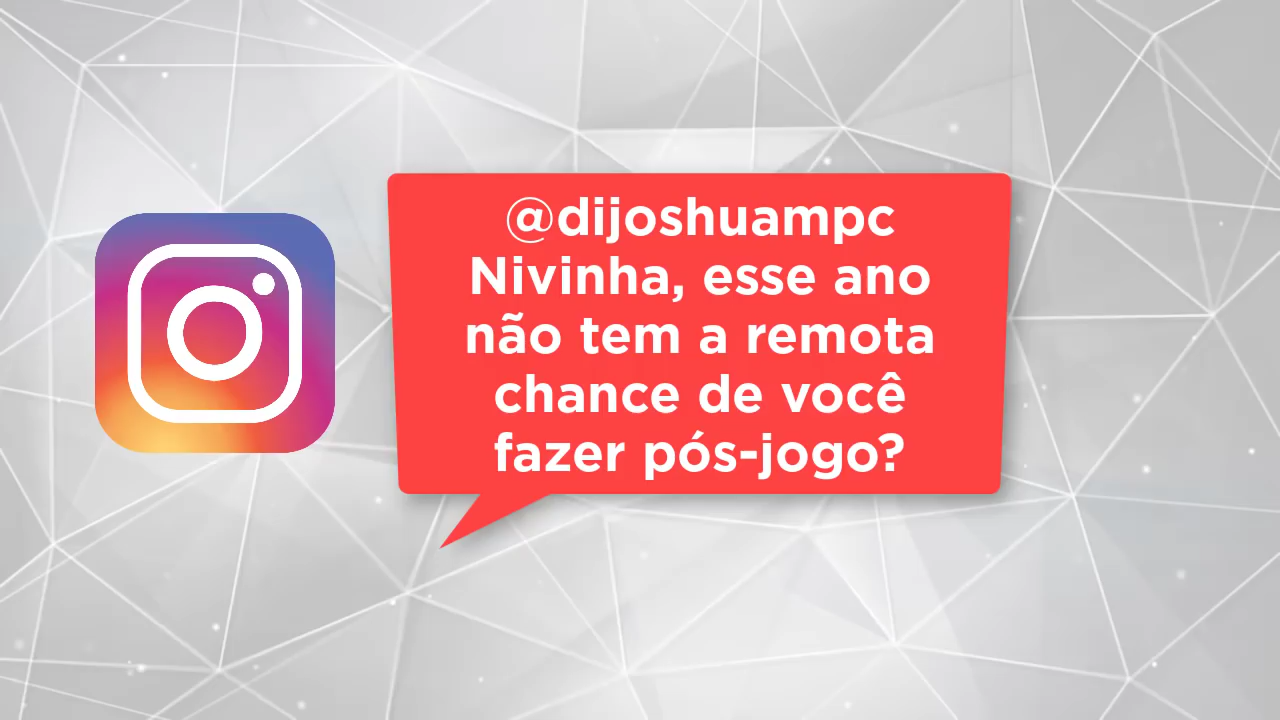 @dijoshuampc
Nivinha, esse ano
não tem a remota
chance de você
fazer pós-jogo?